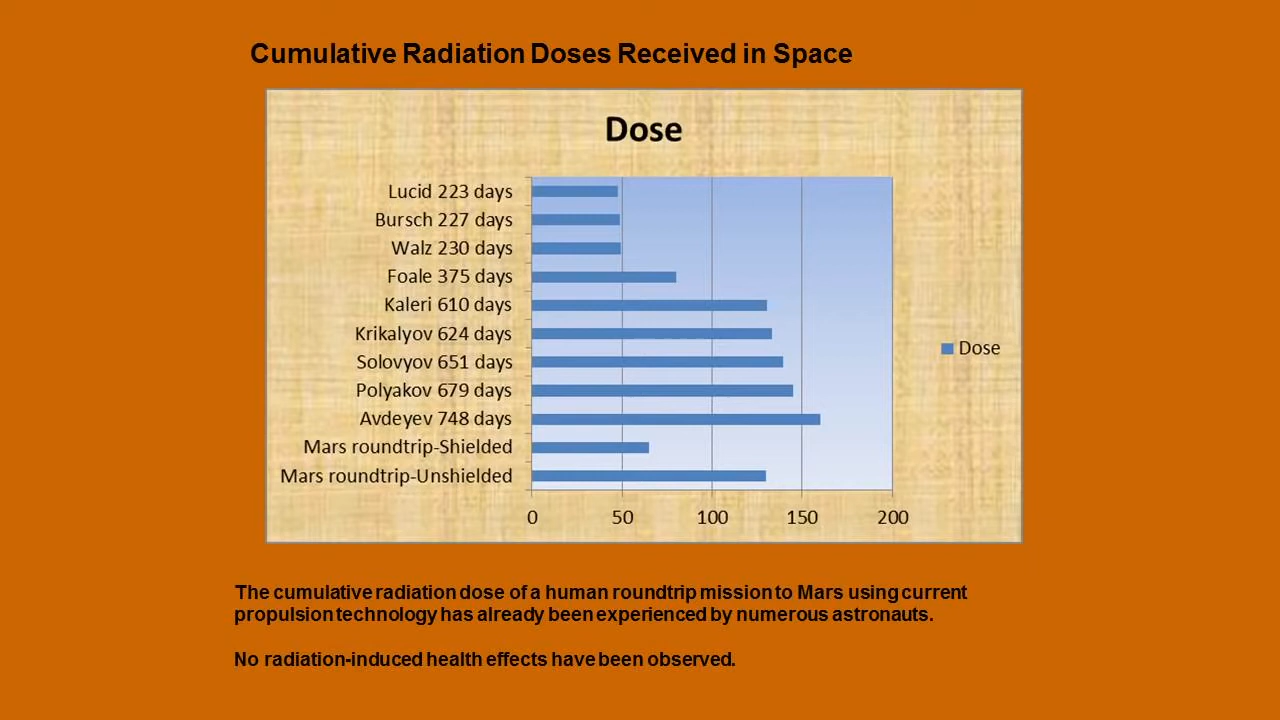 Cumulative Radiation Doses Received in Space
Dose
Lucid 223 days
Bursch 227 days
Walz 230 days
Foale 375 days
Kaleri 610 days
Krikalyov 624 days
Solovyov 651 days
Polyakov 679 days
Avdeyev 748 days
Mars roundtrip-Shielded
Mars roundtrip-Unshielded
0 50 100 150 200
Dose
The cumulative radiation dose of a human roundtrip mission to Mars using current
propulsion technology has already been experienced by numerous astronauts.
No radiation-induced health effects have been observed.